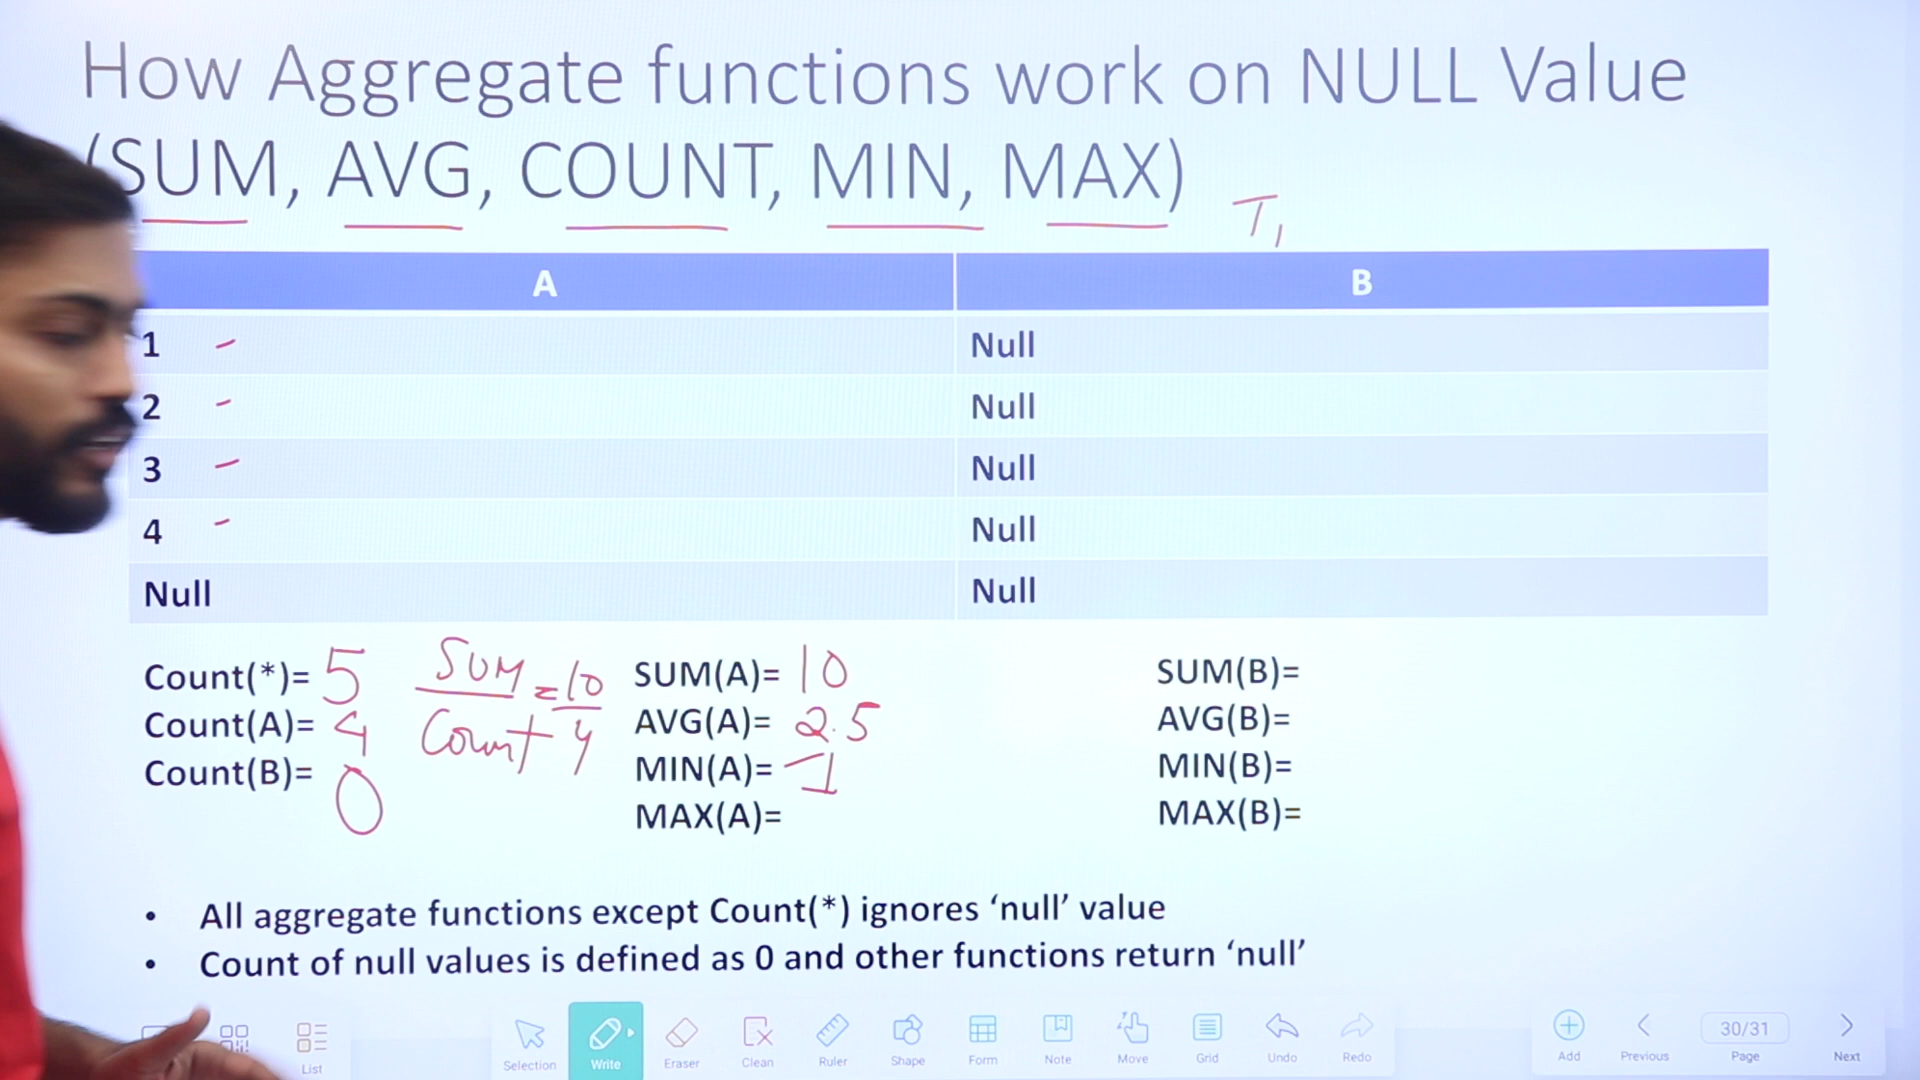 How Aggregate functions work on NULL Value
(SUM, AVG, COUNT, MIN, MAX)
T1
A B
1 Null
2 Null
3 Null
4 Null
Null Null
Count(*)= 5
Count(A)= 4
Count(B)= 0
SUM = 10
Count 4
SUM(A)= 10
AVG(A)= 2.5
MIN(A)= 1
MAX(A)=
SUM(B)=
AVG(B)=
MIN(B)=
MAX(B)=
• All aggregate functions except Count(*) ignores ‘null’ value
• Count of null values is defined as 0 and other functions return ‘null’
List Selection Write Eraser Clean Ruler Shape Form Note Move Grid Undo Redo Add Previous 30/31 Page Next